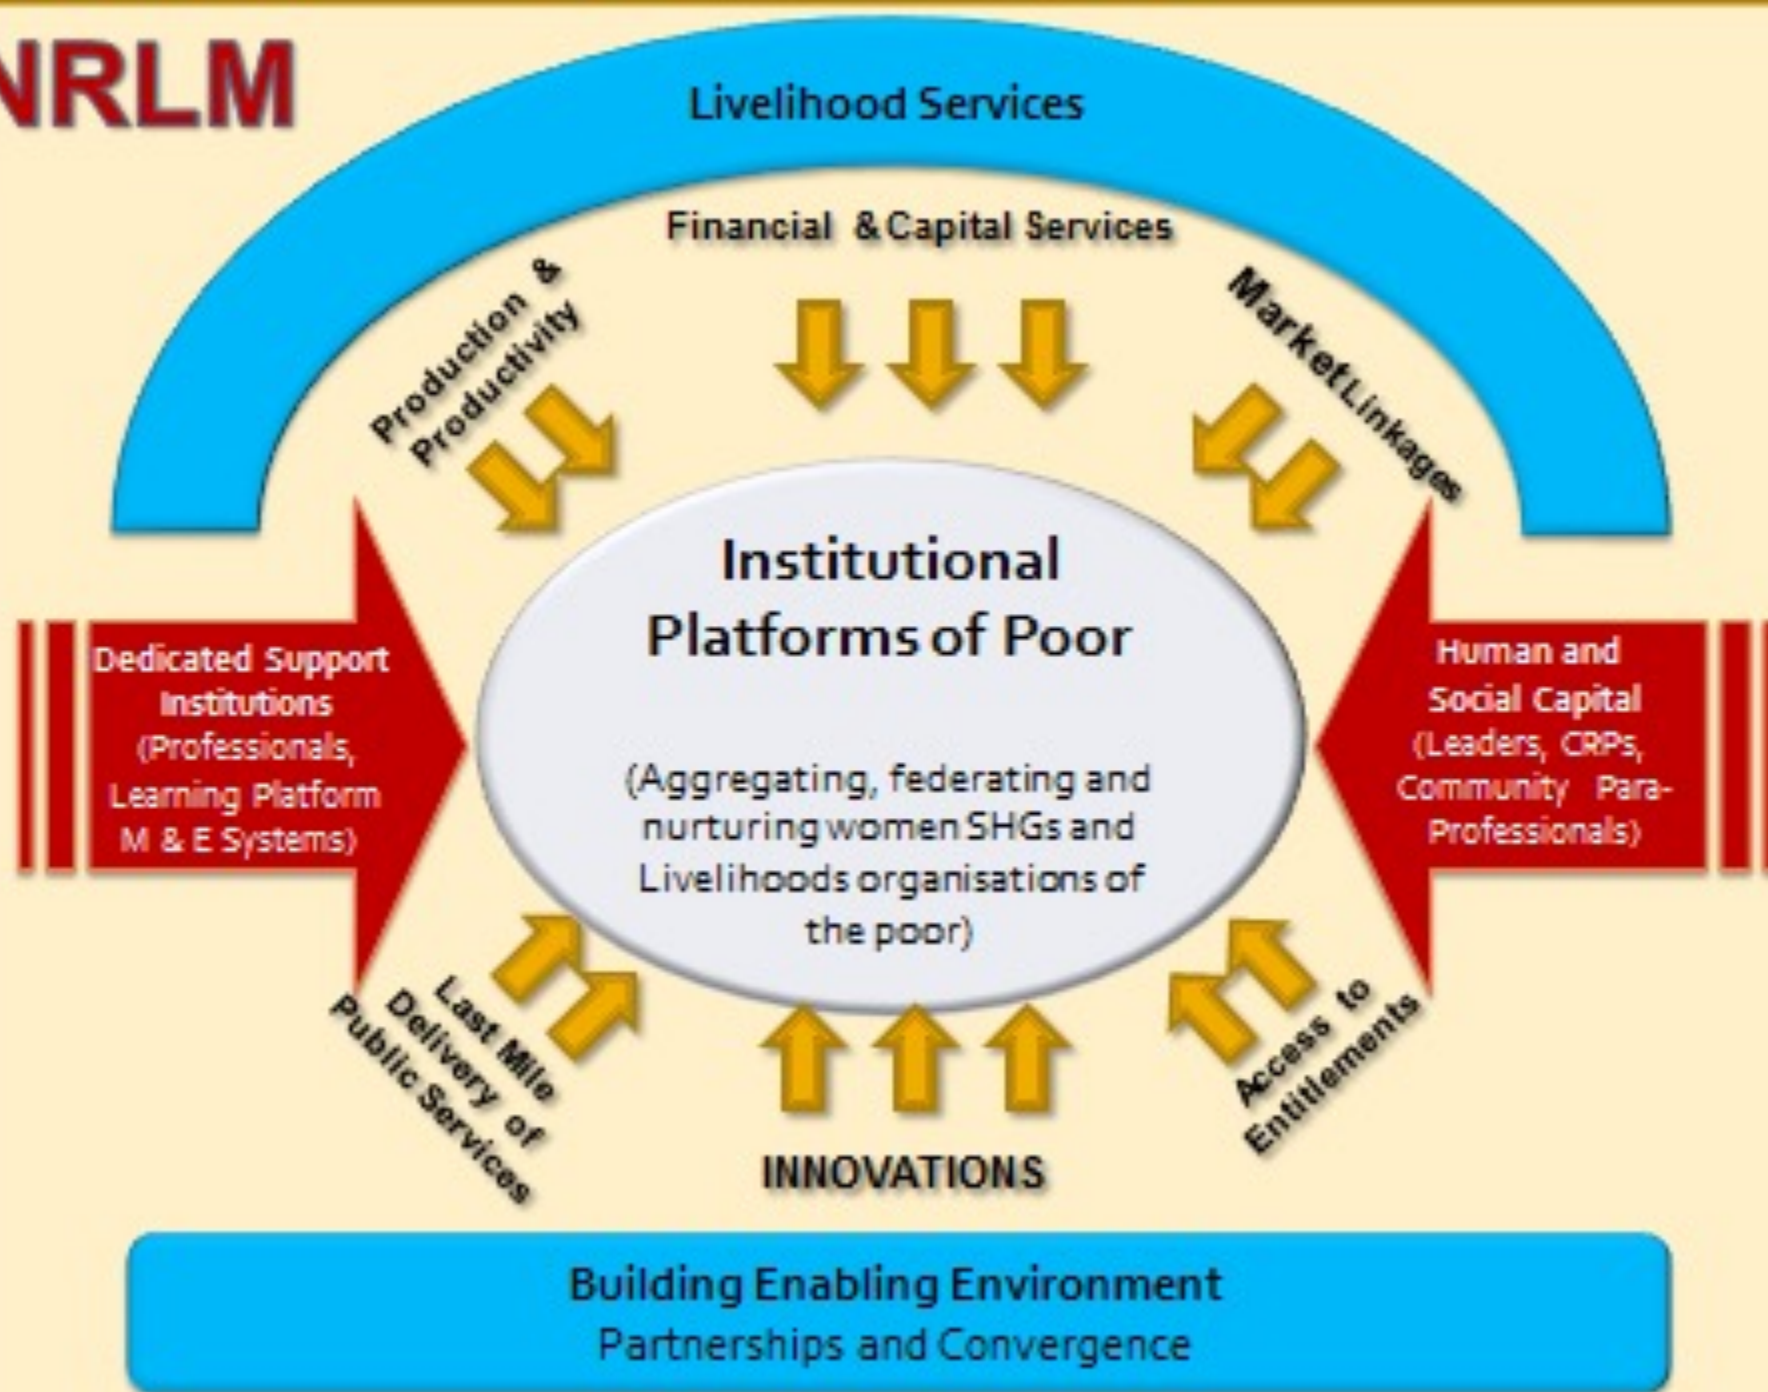 NRLM
Livelihood Services
Financial & Capital Services
Production &
Productivity
Market Linkages
Institutional
Platforms of Poor
(Aggregating, federating and
nurturing women SHGs and
Livelihoods organisations of
the poor)
Dedicated Support
Institutions
(Professionals,
Learning Platform
M & E Systems)
Human and
Social Capital
(Leaders, CRPs,
Community Para-
Professionals)
Last Mile
Delivery of
Public Services
INNOVATIONS
Access to
Entitlements
Building Enabling Environment
Partnerships and Convergence